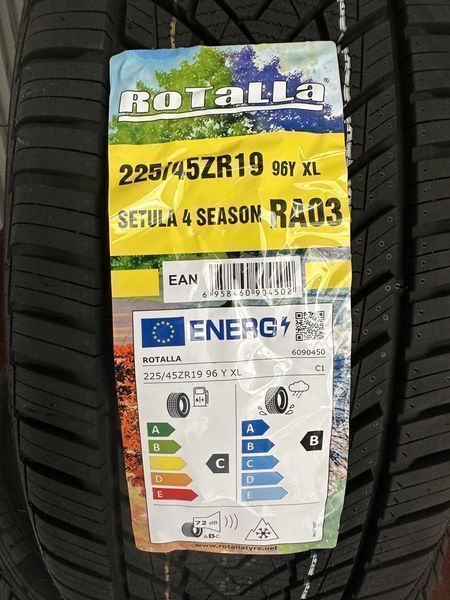 ROTALLA
225/45ZR19 96Y XL
SETULA 4 SEASON RA03
EAN
6 958460 904502
ENERG
ROTALLA 6090450
225/45ZR19 96 Y XL C1
A A
B B B
C C C
D D
E E
72 dB
ABC
www.rotallatyre.net